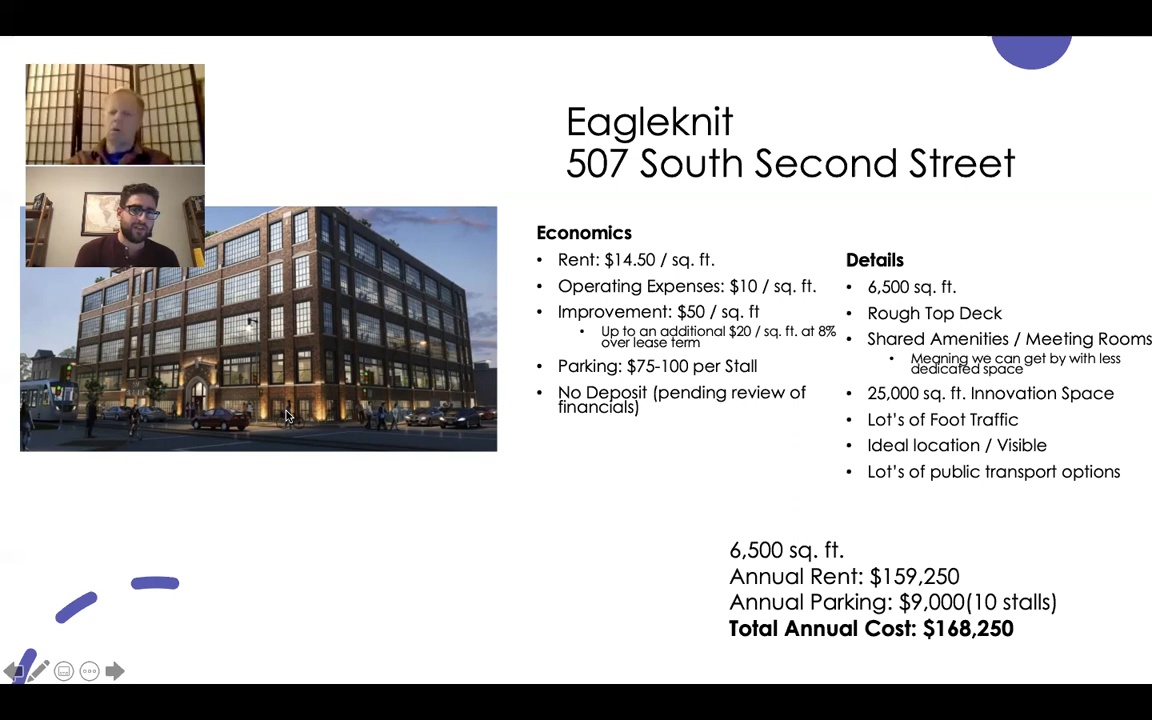 Eagleknit
507 South Second Street
Economics
• Rent: $14.50 / sq. ft.
• Operating Expenses: $10 / sq. ft.
• Improvement: $50 / sq. ft
• Up to an additional $20 / sq. ft. at 8%
over lease term
• Parking: $75-100 per Stall
• No Deposit (pending review of
financials)
Details
• 6,500 sq. ft.
• Rough Top Deck
• Shared Amenities / Meeting Rooms
• Meaning we can get by with less
dedicated space
• 25,000 sq. ft. Innovation Space
• Lot’s of Foot Traffic
• Ideal location / Visible
• Lot’s of public transport options
6,500 sq. ft.
Annual Rent: $159,250
Annual Parking: $9,000(10 stalls)
Total Annual Cost: $168,250